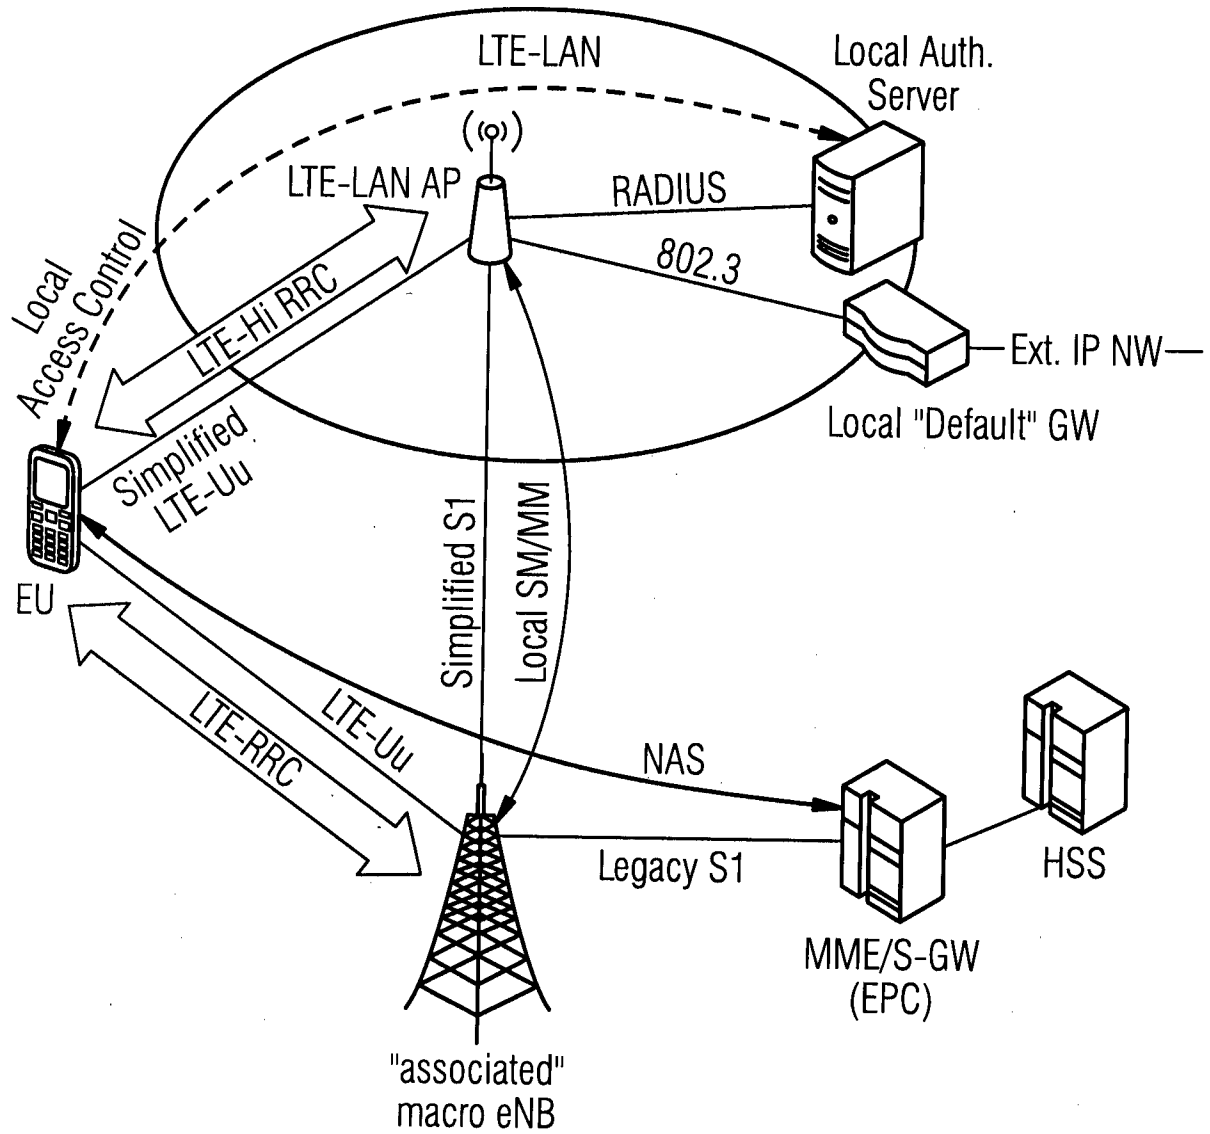 LTE-LAN
Local Auth.
Server
LTE-LAN AP
RADIUS
802.3
Local
Access Control
LTE-Hi RRC
Ext. IP NW
Local "Default" GW
Simplified
LTE-Uu
Simplified S1
Local SM/MM
EU
LTE-Uu
LTE-RRC
NAS
Legacy S1
HSS
MME/S-GW
(EPC)
"associated"
macro eNB